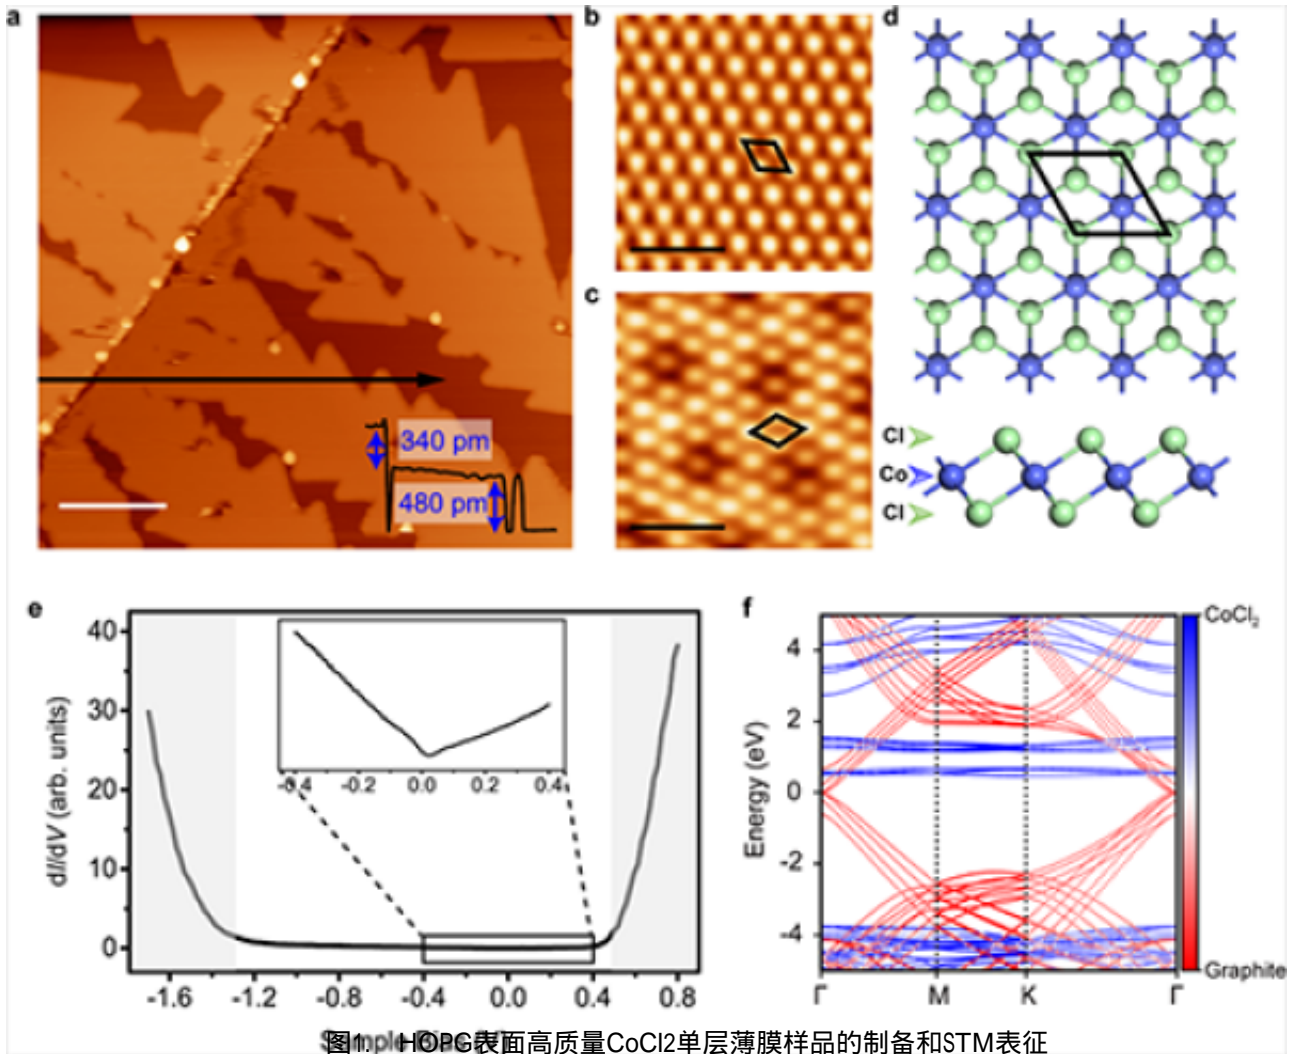 a
340 pm
480 pm
b
c
d
Cl
Co
Cl
e
dI/dV (arb. units)
40
30
20
10
0
-0.4 -0.2 0.0 0.2 0.4
-1.6 -1.2 -0.8 -0.4 0.0 0.4 0.8
Sample Bias (V)
f
Energy (eV)
4
2
0
-2
-4
Γ M K Γ
CoCl₂
Graphite
图1. HOPG表面高质量CoCl2单层薄膜样品的制备和STM表征